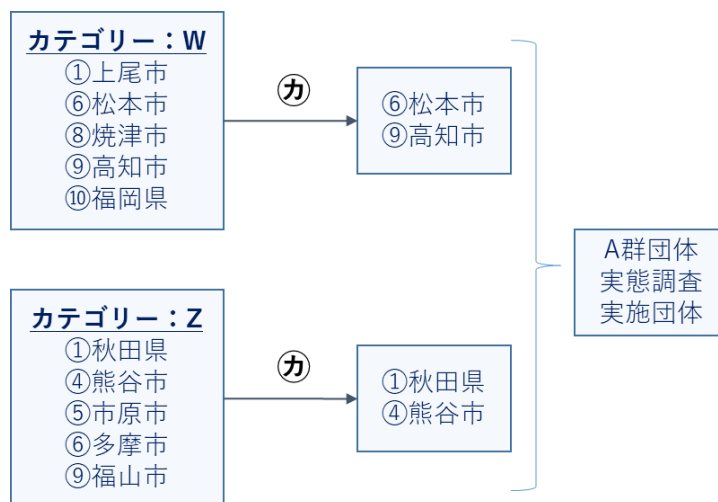 カテゴリー：W
①上尾市
⑥松本市
⑧焼津市
⑨高知市
⑩福岡県
㋕
⑥松本市
⑨高知市
カテゴリー：Z
①秋田県
④熊谷市
⑤市原市
⑥多摩市
⑨福山市
㋕
①秋田県
④熊谷市
A群団体
実態調査
実施団体